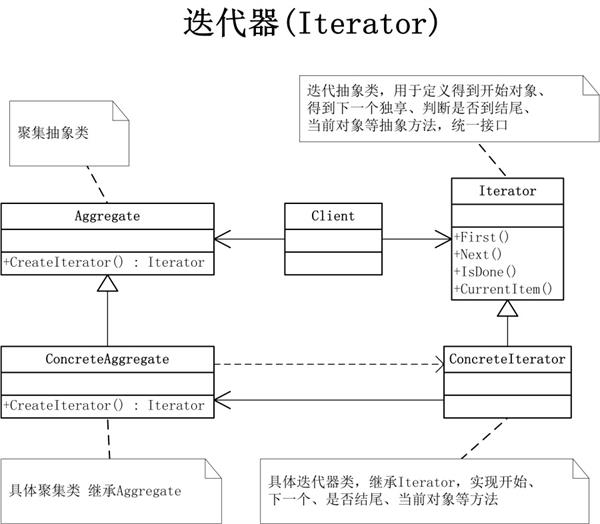 迭代器(Iterator)
迭代抽象类，用于定义得到开始对象、
得到下一个独享、判断是否到结尾、
当前对象等抽象方法，统一接口
聚集抽象类
Aggregate
+CreateIterator() : Iterator
Client
Iterator
+First()
+Next()
+IsDone()
+CurrentItem()
ConcreteAggregate
+CreateIterator() : Iterator
ConcreteIterator
具体聚集类 继承Aggregate
具体迭代器类，继承Iterator，实现开始、
下一个、是否结尾、当前对象等方法